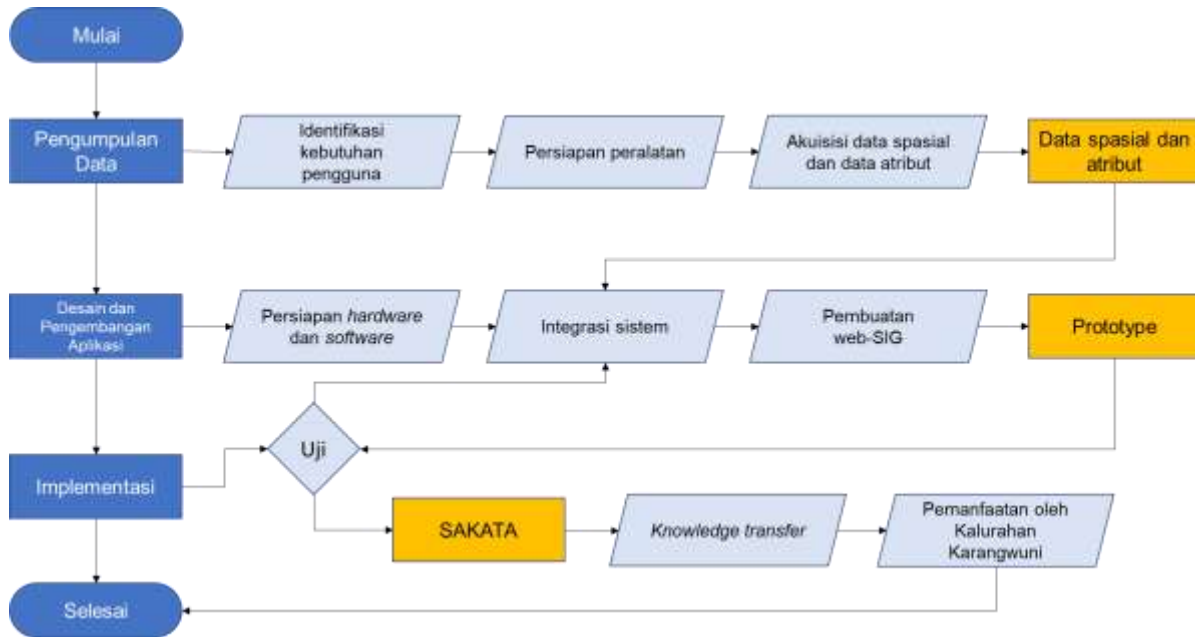 Mulai
Pengumpulan
Data
Identifikasi
kebutuhan
pengguna
Persiapan peralatan
Akuisisi data spasial
dan data atribut
Data spasial dan
atribut
Desain dan
Pengembangan
Aplikasi
Persiapan hardware
dan software
Integrasi sistem
Pembuatan
web-SIG
Prototype
Uji
Implementasi
SAKATA
Knowledge transfer
Pemanfaatan oleh
Kalurahan
Karangwuni
Selesai